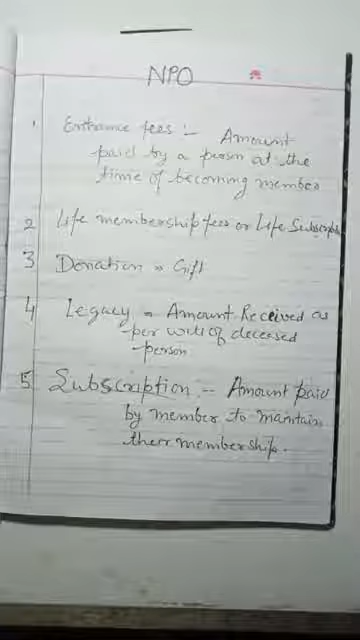 NPO
1 Entrance fees :- Amount
paid by a person at the
time of becoming member
2 Life membership fees or Life Subscrip
3 Donation = Gift
4 Legacy = Amount Received as
per will of deceased
person
5 Subscription -- Amount paid
by member to maintain
their membership.